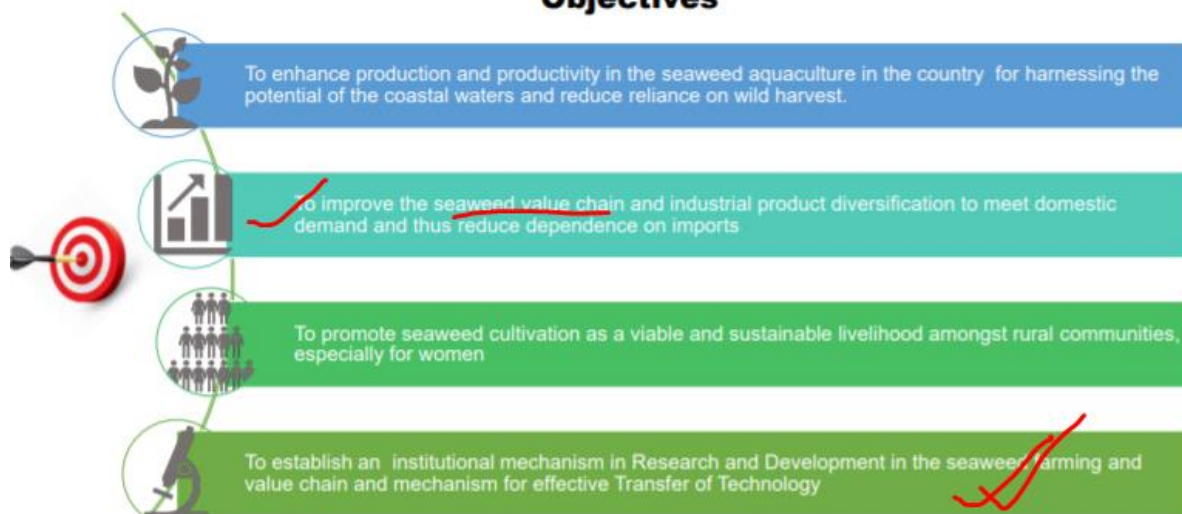 Objectives
To enhance production and productivity in the seaweed aquaculture in the country for harnessing the
potential of the coastal waters and reduce reliance on wild harvest.
To improve the seaweed value chain and industrial product diversification to meet domestic
demand and thus reduce dependence on imports
To promote seaweed cultivation as a viable and sustainable livelihood amongst rural communities,
especially for women
To establish an institutional mechanism in Research and Development in the seaweed farming and
value chain and mechanism for effective Transfer of Technology